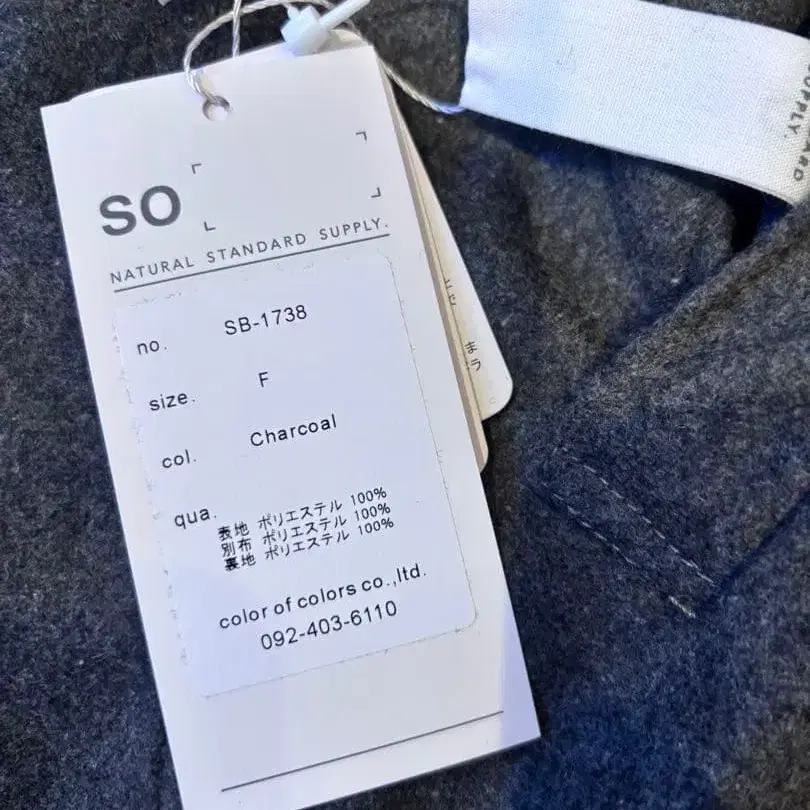 SO
NATURAL STANDARD SUPPLY.
no. SB-1738
size. F
col. Charcoal
qua.
表地 ポリエステル 100%
別布 ポリエステル 100%
裏地 ポリエステル 100%
color of colors co.,ltd.
092-403-6110
SUPPLY.